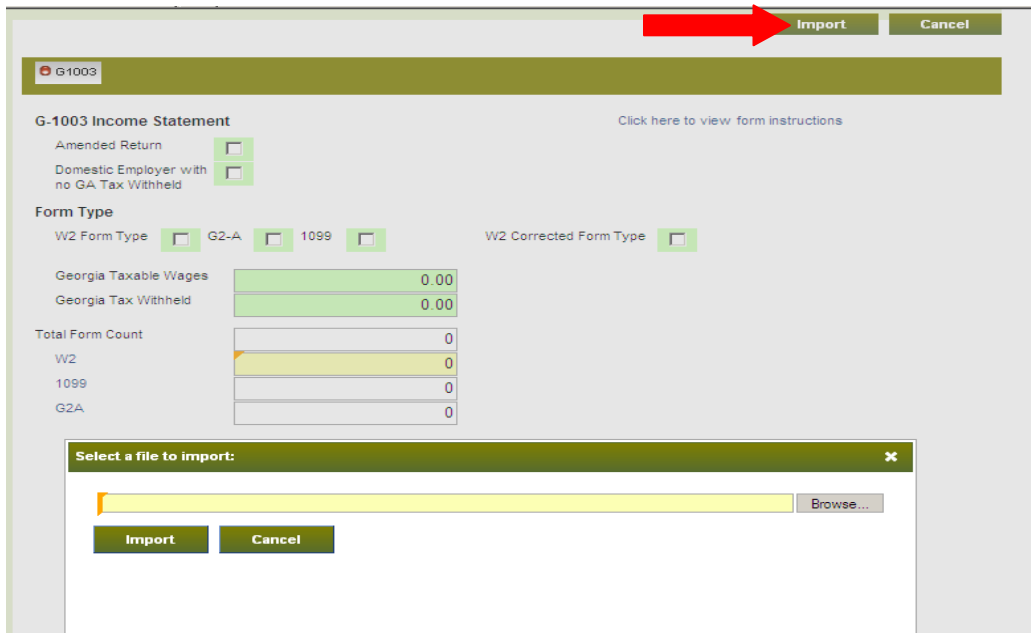 Import Cancel
G1003
G-1003 Income Statement Click here to view form instructions
Amended Return
Domestic Employer with
no GA Tax Withheld
Form Type
W2 Form Type G2-A 1099 W2 Corrected Form Type
Georgia Taxable Wages 0.00
Georgia Tax Withheld 0.00
Total Form Count 0
W2 0
1099 0
G2A 0
Select a file to import:
Browse...
Import Cancel